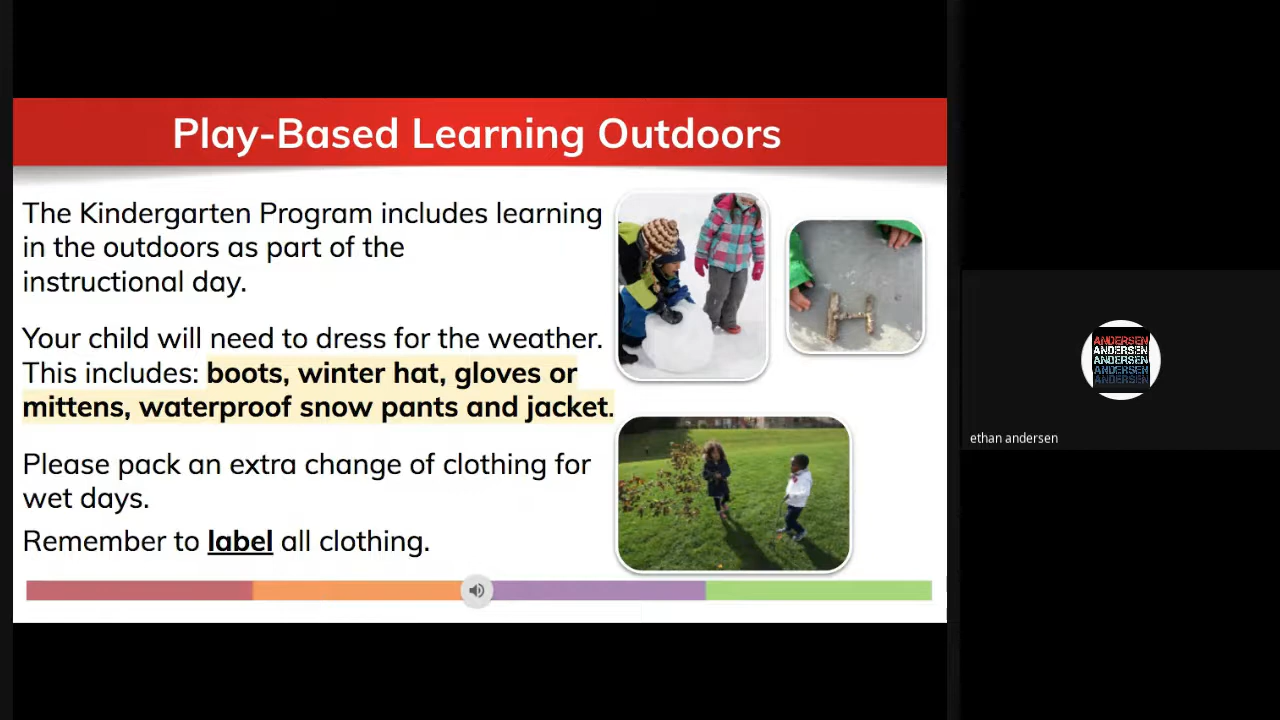 Play-Based Learning Outdoors
The Kindergarten Program includes learning
in the outdoors as part of the
instructional day.
Your child will need to dress for the weather.
This includes: boots, winter hat, gloves or
mittens, waterproof snow pants and jacket.
Please pack an extra change of clothing for
wet days.
Remember to label all clothing.
H
ANDERSEN
ANDERSEN
ANDERSEN
ANDERSEN
ANDERSEN
ethan andersen